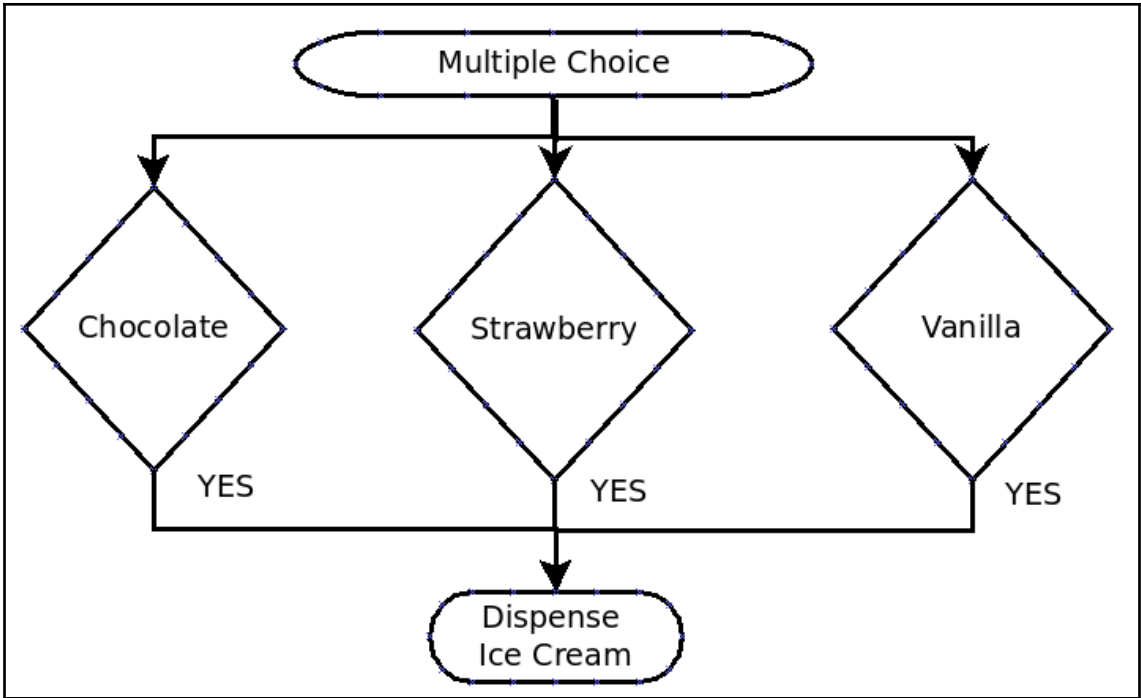 Multiple Choice
Chocolate
Strawberry
Vanilla
YES
YES
YES
Dispense
Ice Cream